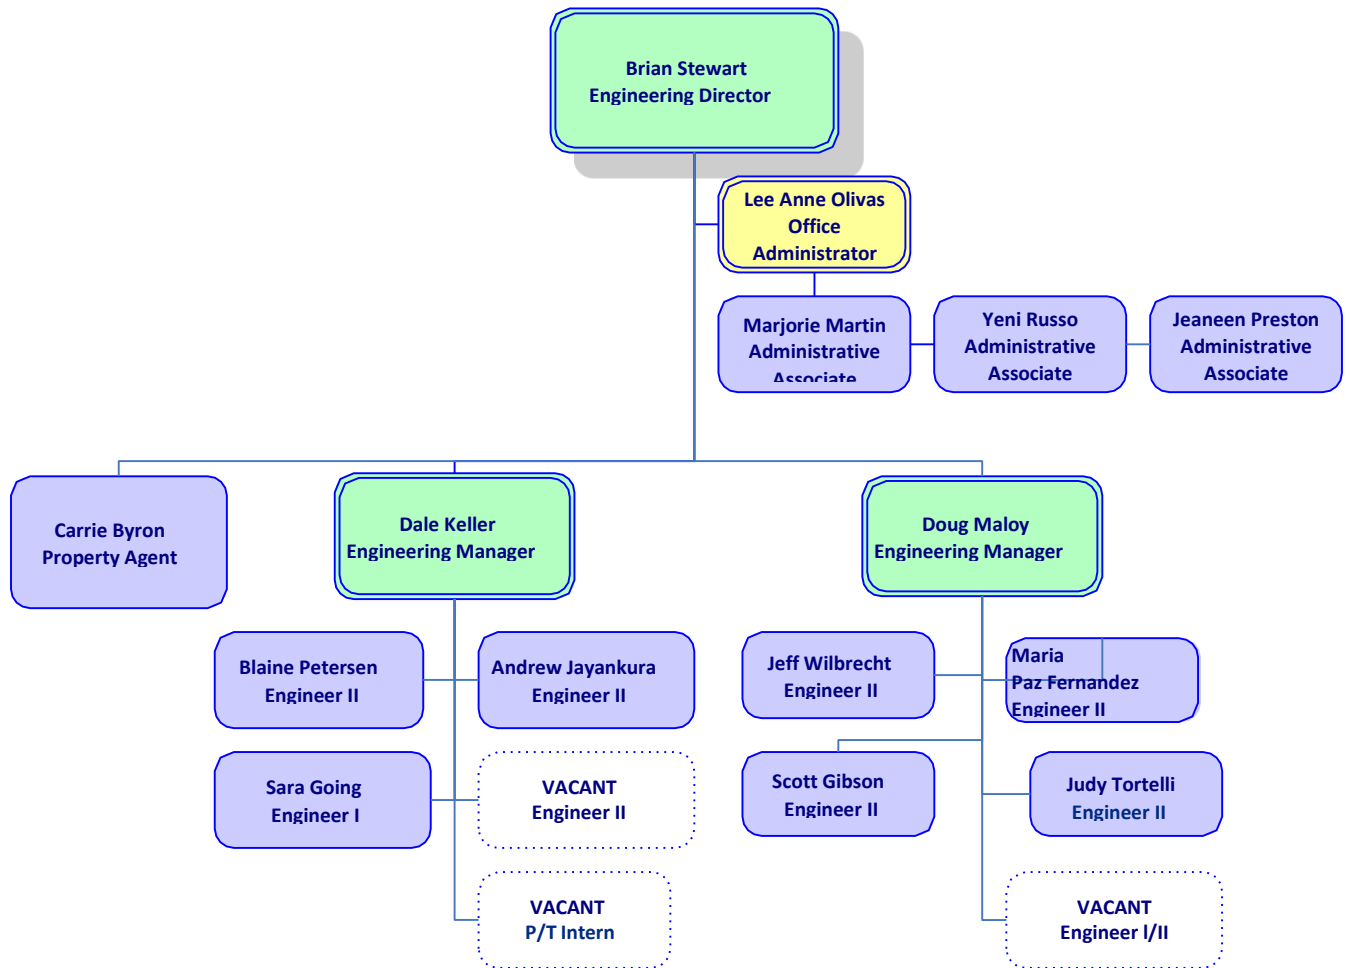 Brian Stewart
Engineering Director
Lee Anne Olivas
Office
Administrator
Marjorie Martin
Administrative
Associate
Yeni Russo
Administrative
Associate
Jeaneen Preston
Administrative
Associate
Carrie Byron
Property Agent
Dale Keller
Engineering Manager
Doug Maloy
Engineering Manager
Blaine Petersen
Engineer II
Andrew Jayankura
Engineer II
Jeff Wilbrecht
Engineer II
Maria
Paz Fernandez
Engineer II
Sara Going
Engineer I
VACANT
Engineer II
Scott Gibson
Engineer II
Judy Tortelli
Engineer II
VACANT
P/T Intern
VACANT
Engineer l/II